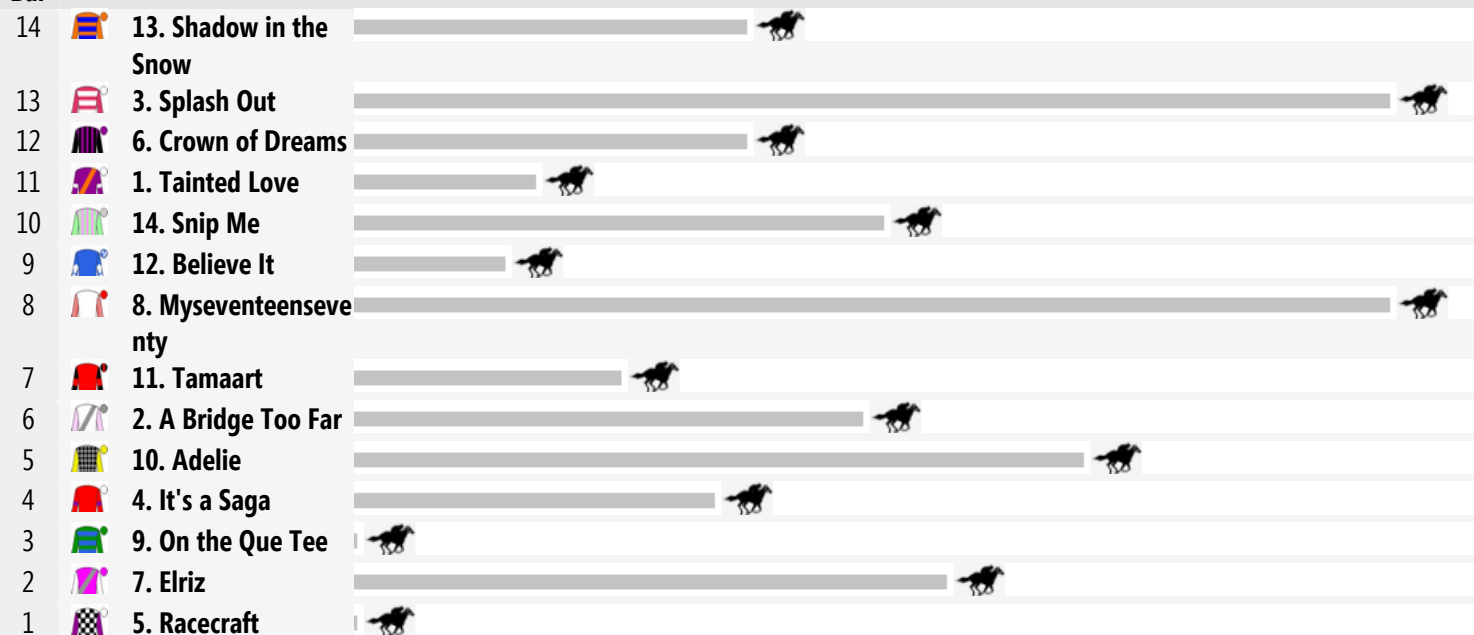 14 13. Shadow in the
Snow
13 3. Splash Out
12 6. Crown of Dreams
11 1. Tainted Love
10 14. Snip Me
9 12. Believe It
8 8. Myseventeenseve
nty
7 11. Tamaart
6 2. A Bridge Too Far
5 10. Adelie
4 4. It's a Saga
3 9. On the Que Tee
2 7. Elriz
1 5. Racecraft